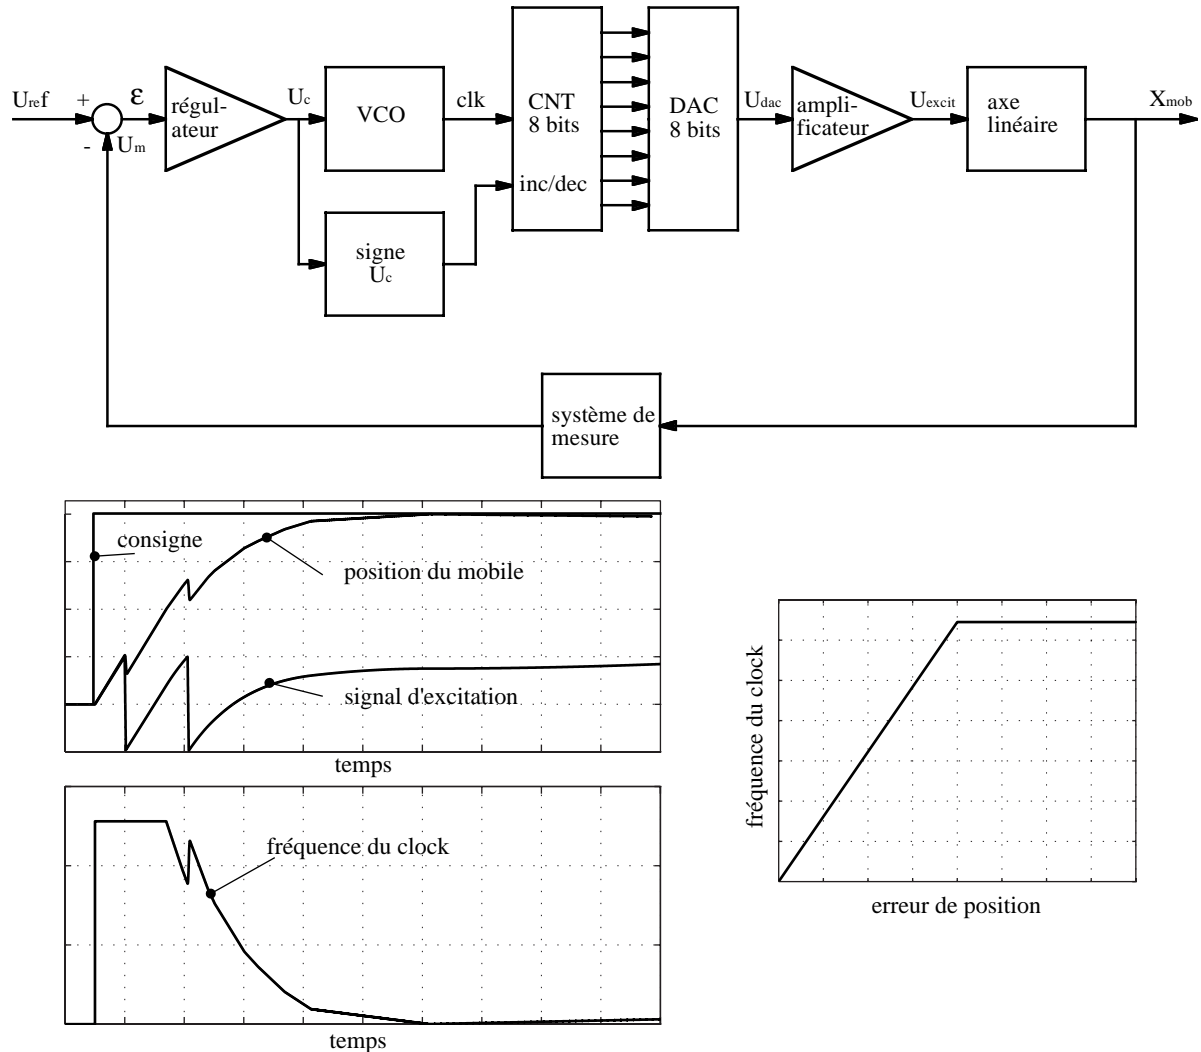 Uref
+
-
ε
Um
régul-
ateur
Uc
VCO
clk
signe
Uc
CNT
8 bits
inc/dec
DAC
8 bits
Udac
ampli-
ficateur
Uexcit
axe
linéaire
Xmob
système de
mesure
consigne
position du mobile
signal d'excitation
temps
fréquence du clock
temps
fréquence du clock
erreur de position